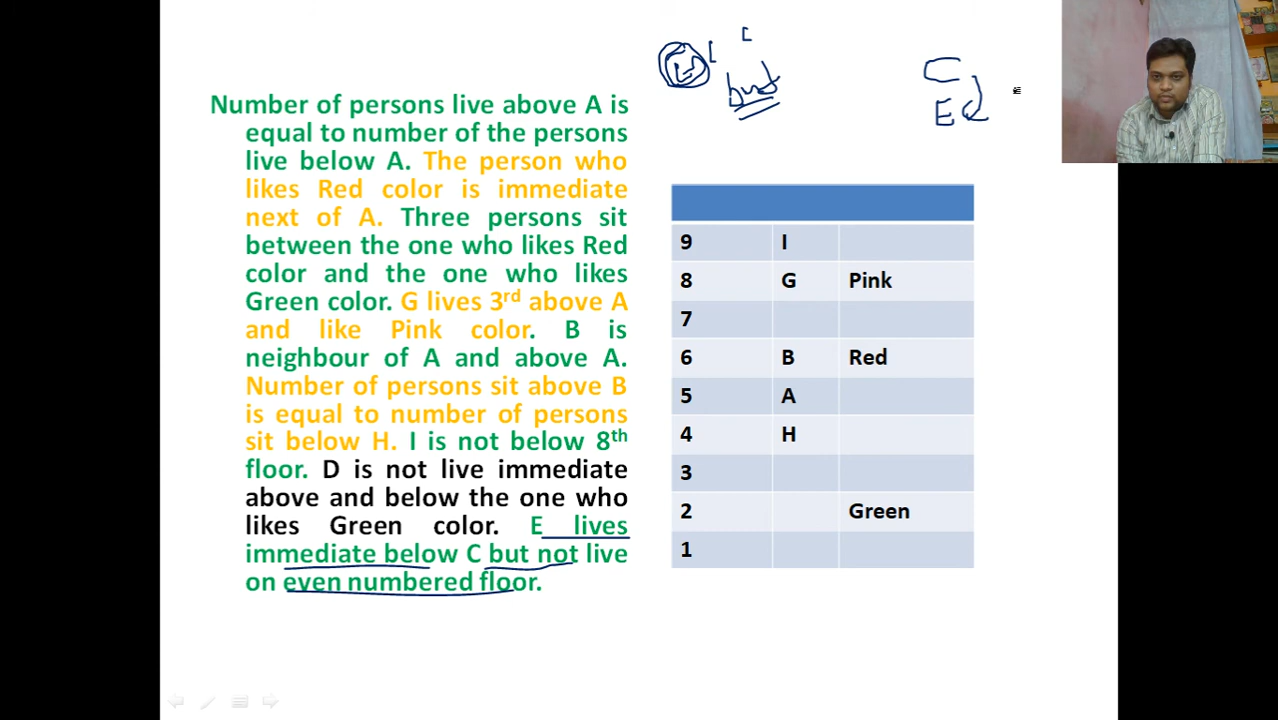 Number of persons live above A is
equal to number of the persons
live below A. The person who
likes Red color is immediate
next of A. Three persons sit
between the one who likes Red
color and the one who likes
Green color. G lives 3rd above A
and like Pink color. B is
neighbour of A and above A.
Number of persons sit above B
is equal to number of persons
sit below H. I is not below 8th
floor. D is not live immediate
above and below the one who
likes Green color. E lives
immediate below C but not live
on even numbered floor.
but
C
E
9 I
8 G Pink
7
6 B Red
5 A
4 H
3
2 Green
1